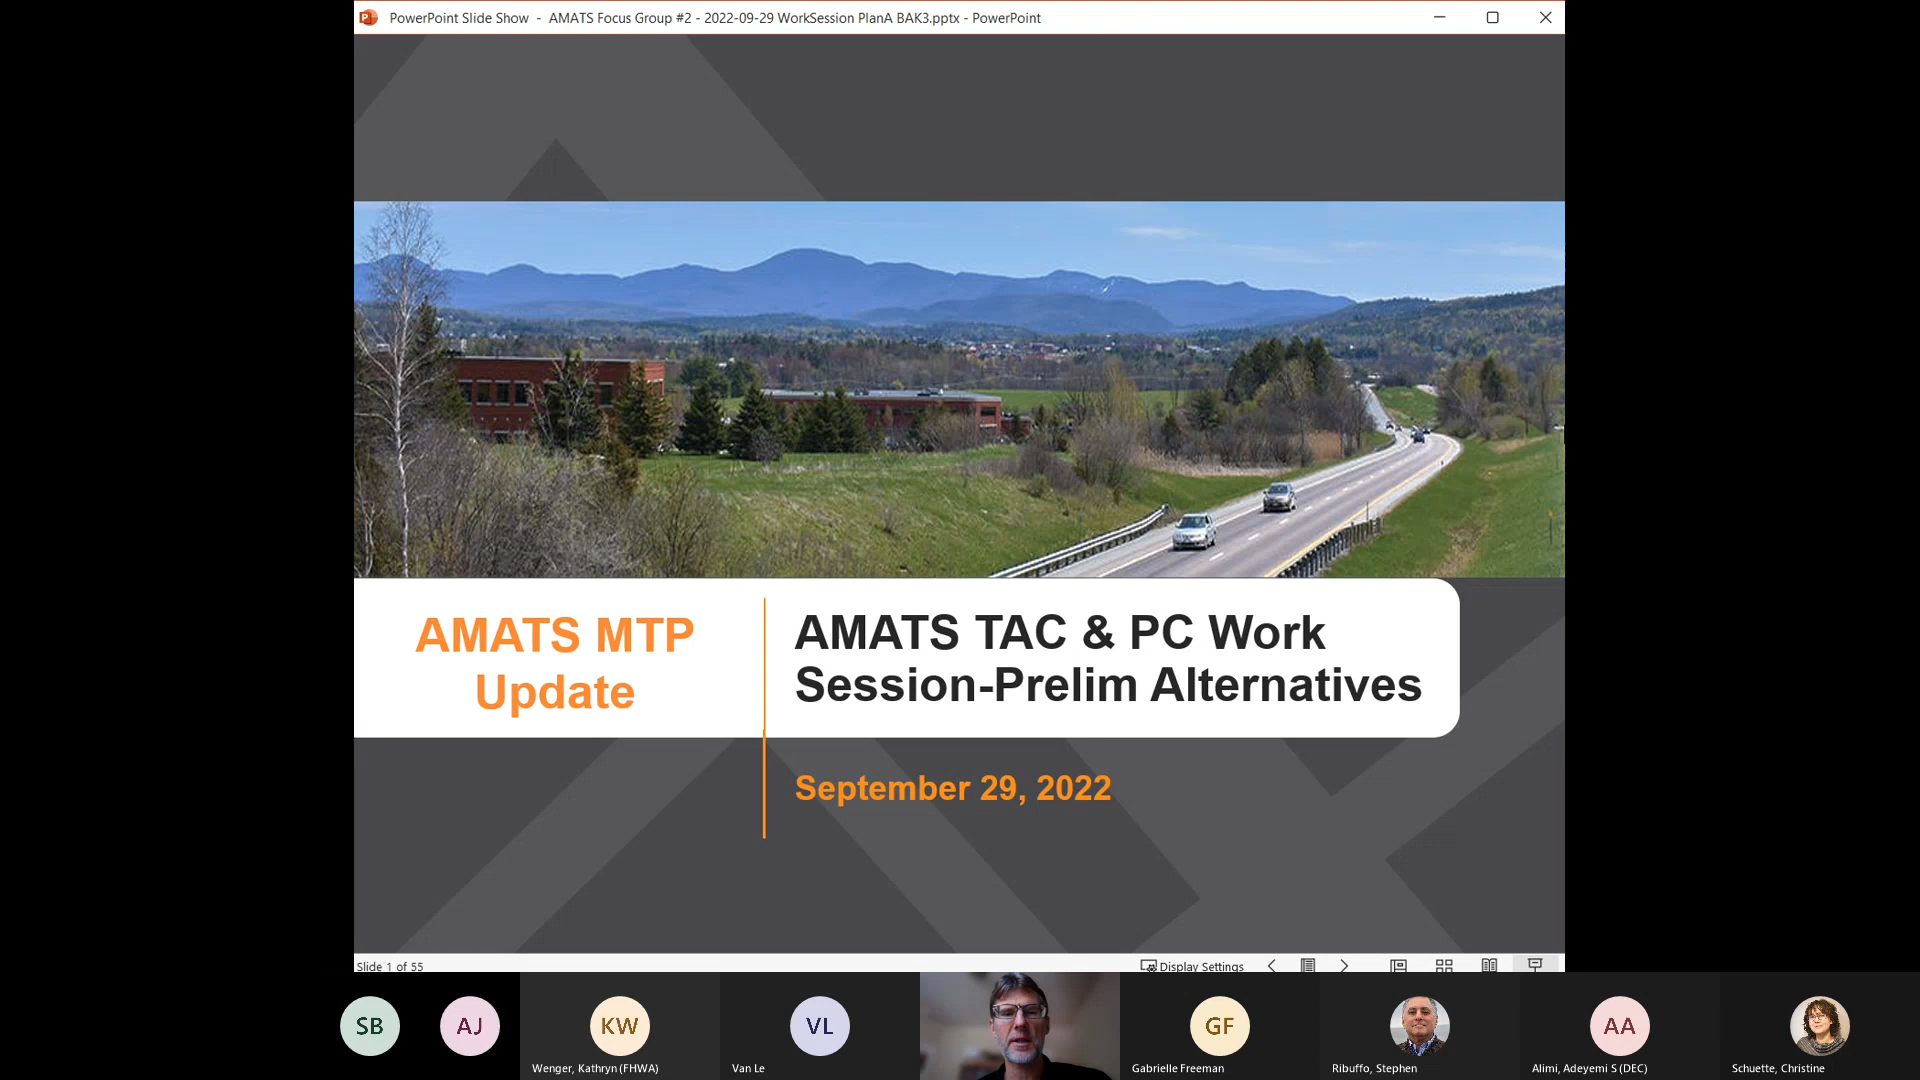 PowerPoint Slide Show - AMATS Focus Group #2 - 2022-09-29 WorkSession PlanA BAK3.pptx - PowerPoint
AMATS MTP
Update
AMATS TAC & PC Work
Session-Prelim Alternatives
September 29, 2022
Slide 1 of 55
Display Settings
SB
AJ
KW
VL
GF
AA
Wenger, Kathryn (FHWA)
Van Le
Gabrielle Freeman
Ribuffo, Stephen
Alimi, Adeyemi S (DEC)
Schuette, Christine